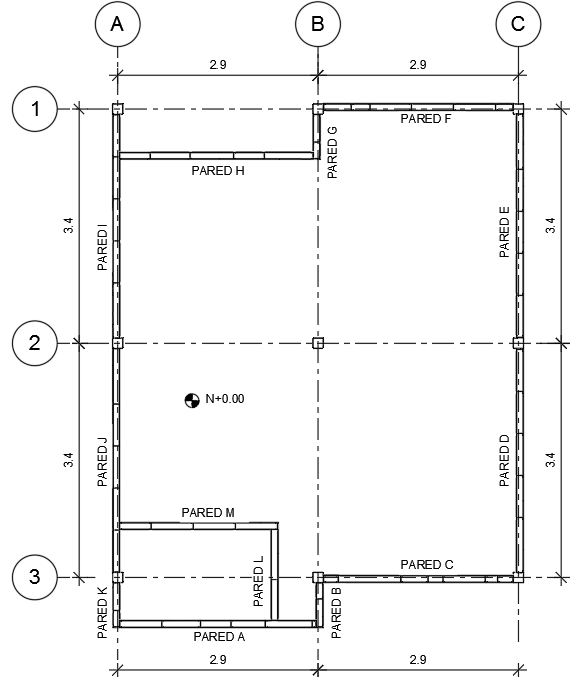 A
B
C
2.9
2.9
1
PARED F
PARED G
PARED H
3.4
PARED I
PARED E
3.4
2
N+0.00
3.4
PARED J
PARED D
3.4
PARED M
PARED L
PARED C
3
PARED K
PARED B
PARED A
2.9
2.9